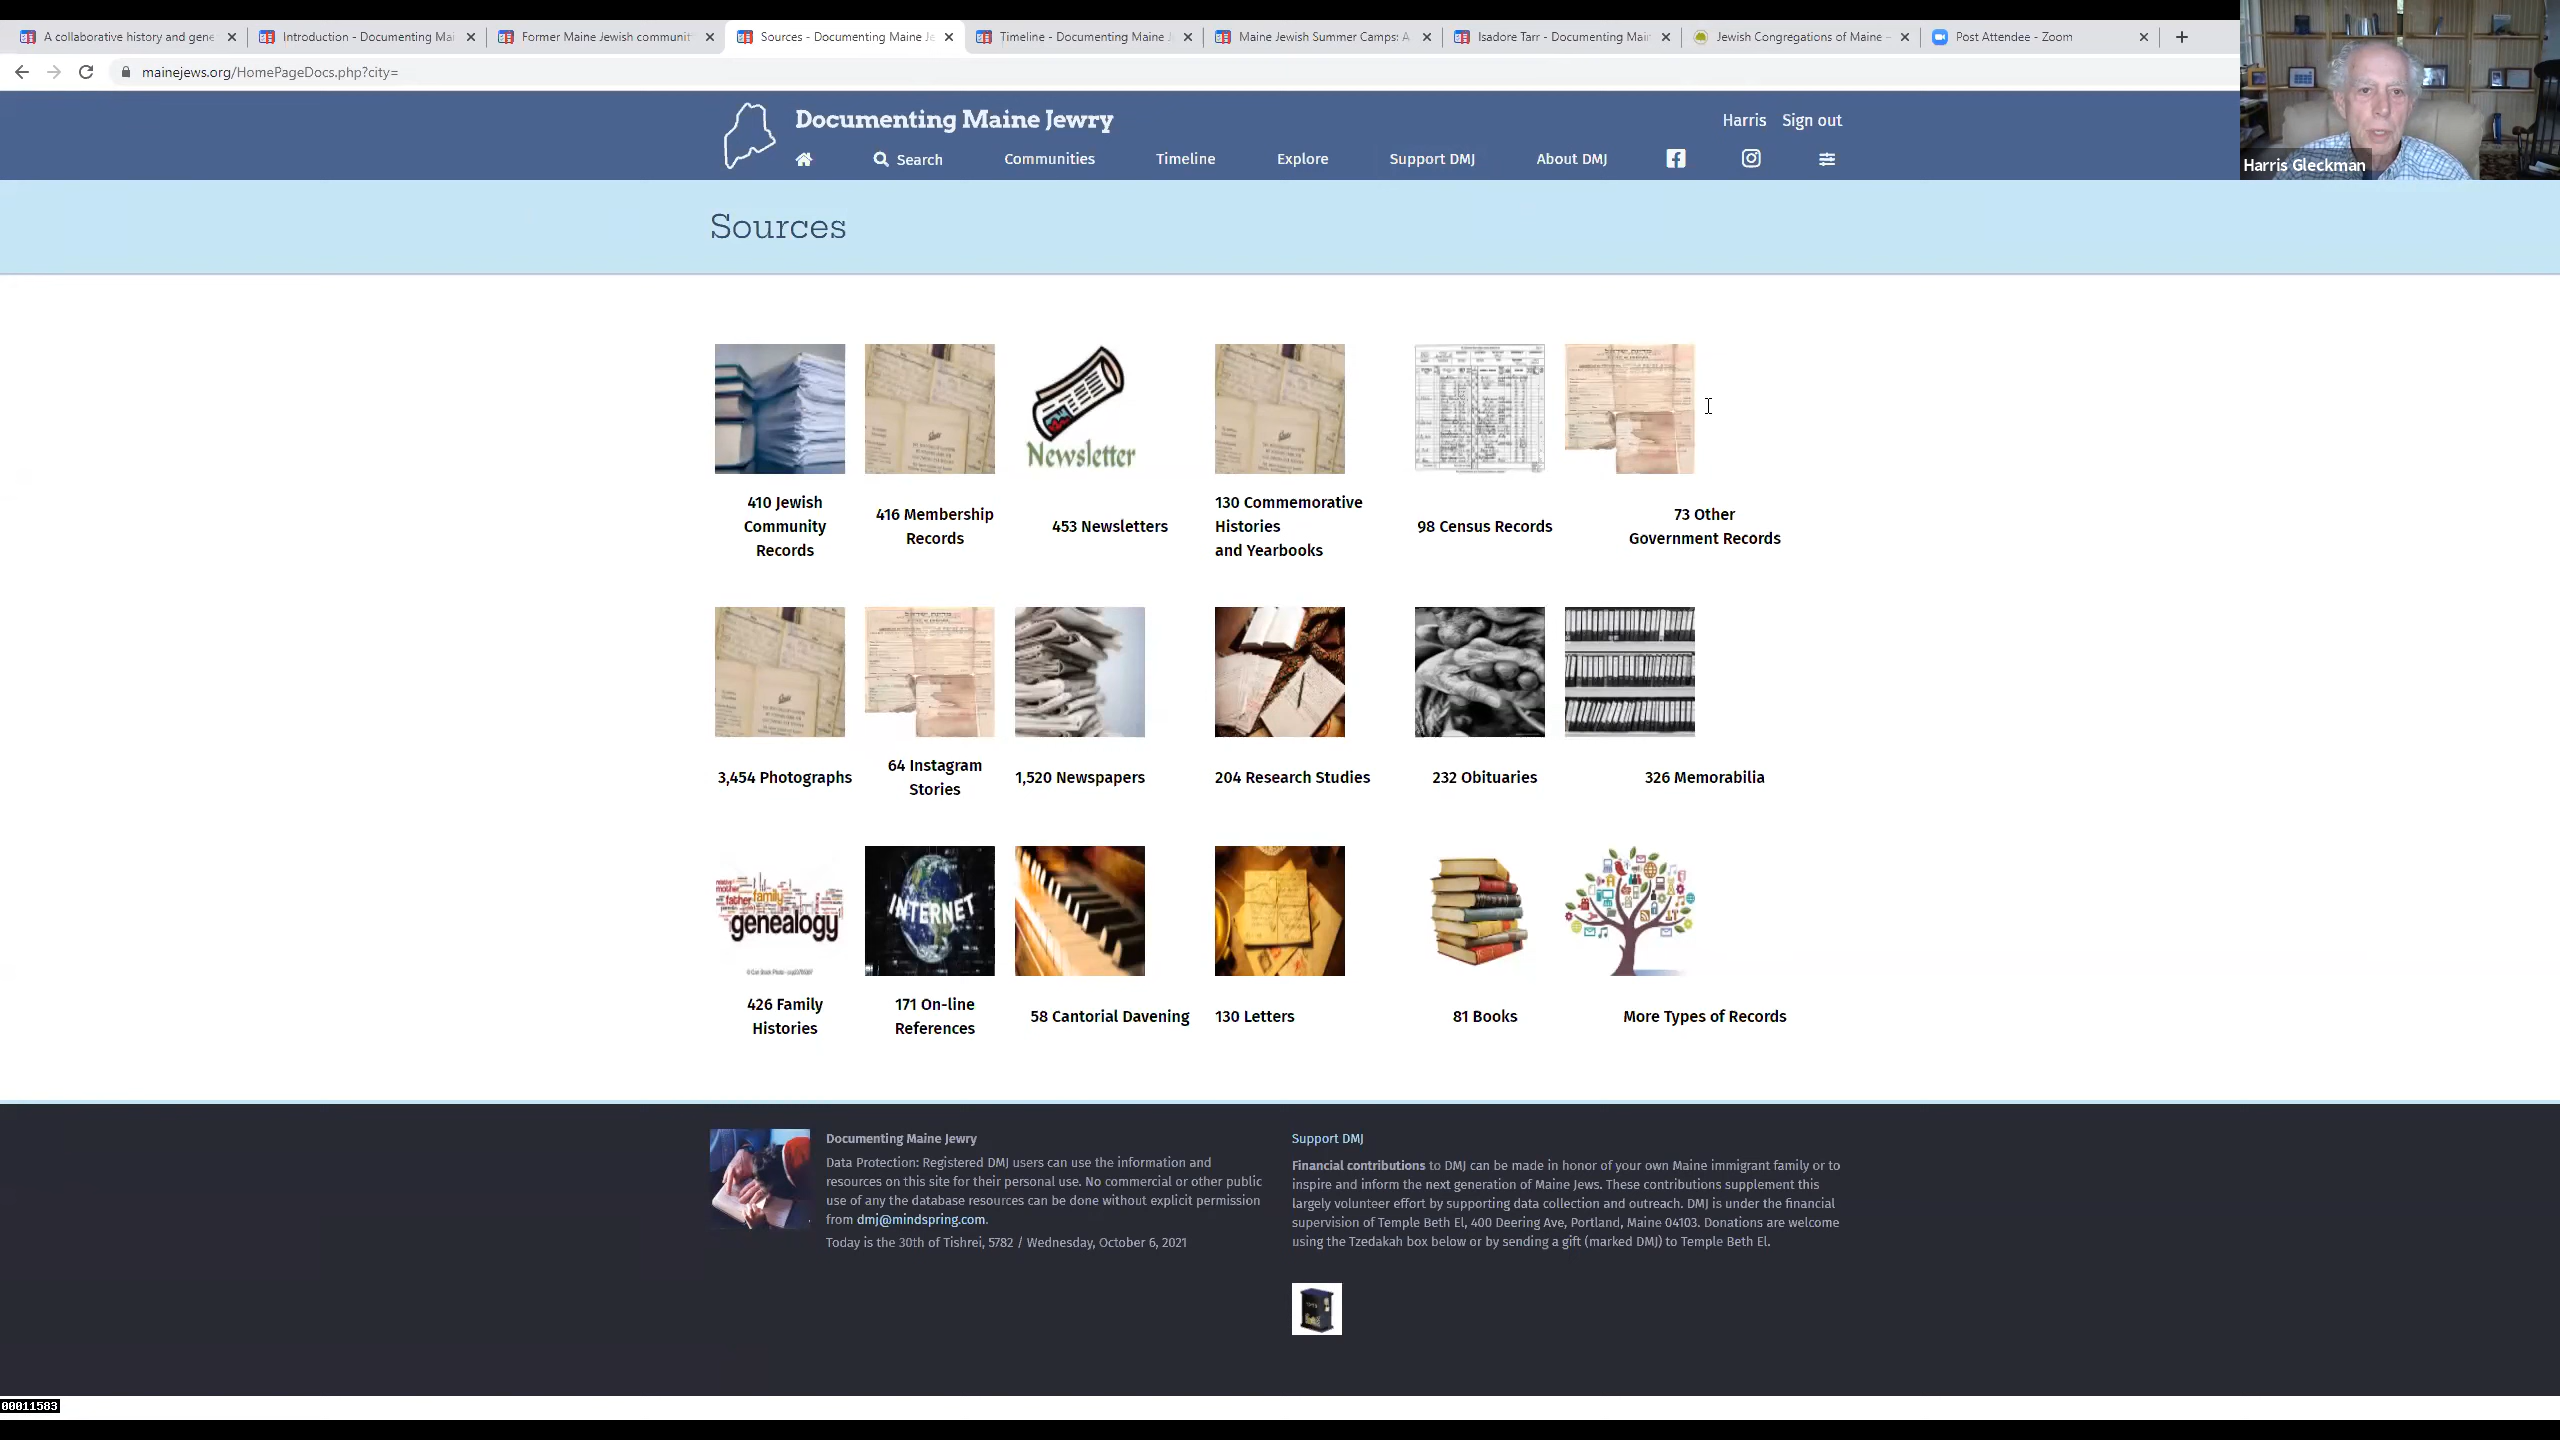 A collaborative history and gene
Introduction - Documenting Mai
Former Maine Jewish communit
Sources - Documenting Maine Je
Timeline - Documenting Maine J
Maine Jewish Summer Camps: A
Isadore Tarr - Documenting Main
Jewish Congregations of Maine -
Post Attendee - Zoom
mainejews.org/HomePageDocs.php?city=
Documenting Maine Jewry
Harris Sign out
Search Communities Timeline Explore Support DMJ About DMJ
Harris Gleckman
Sources
Newsletter
410 Jewish
Community
Records
416 Membership
Records
453 Newsletters
130 Commemorative
Histories
and Yearbooks
98 Census Records
73 Other
Government Records
3,454 Photographs
64 Instagram
Stories
1,520 Newspapers
204 Research Studies
232 Obituaries
326 Memorabilia
mother
family
father
genealogy
INTERNET
426 Family
Histories
171 On-line
References
58 Cantorial Davening
130 Letters
81 Books
More Types of Records
Documenting Maine Jewry
Data Protection: Registered DMJ users can use the information and
resources on this site for their personal use. No commercial or other public
use of any the database resources can be done without explicit permission
from dmj@mindspring.com.
Today is the 30th of Tishrei, 5782 / Wednesday, October 6, 2021
Support DMJ
Financial contributions to DMJ can be made in honor of your own Maine immigrant family or to
inspire and inform the next generation of Maine Jews. These contributions supplement this
largely volunteer effort by supporting data collection and outreach. DMJ is under the financial
supervision of Temple Beth El, 400 Deering Ave, Portland, Maine 04103. Donations are welcome
using the Tzedakah box below or by sending a gift (marked DMJ) to Temple Beth El.
00011583